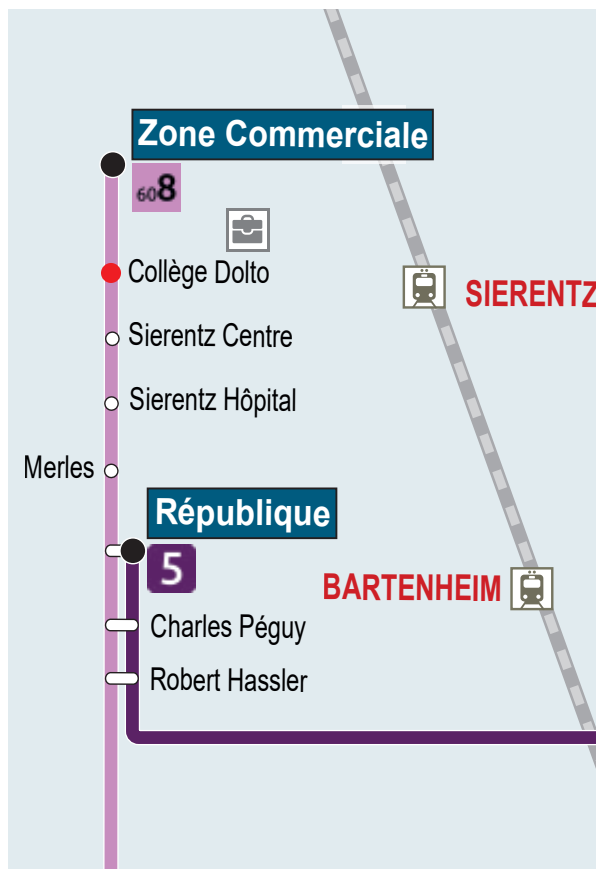 Zone Commerciale
608
Collège Dolto
SIERENTZ
Sierentz Centre
Sierentz Hôpital
Merles
République
5
BARTENHEIM
Charles Péguy
Robert Hassler